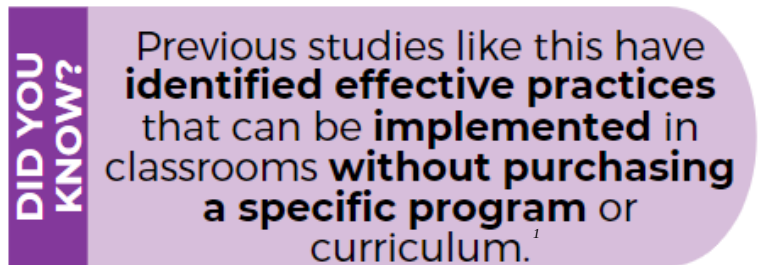 DID YOU
KNOW?
Previous studies like this have
identified effective practices
that can be implemented in
classrooms without purchasing
a specific program or
curriculum.¹